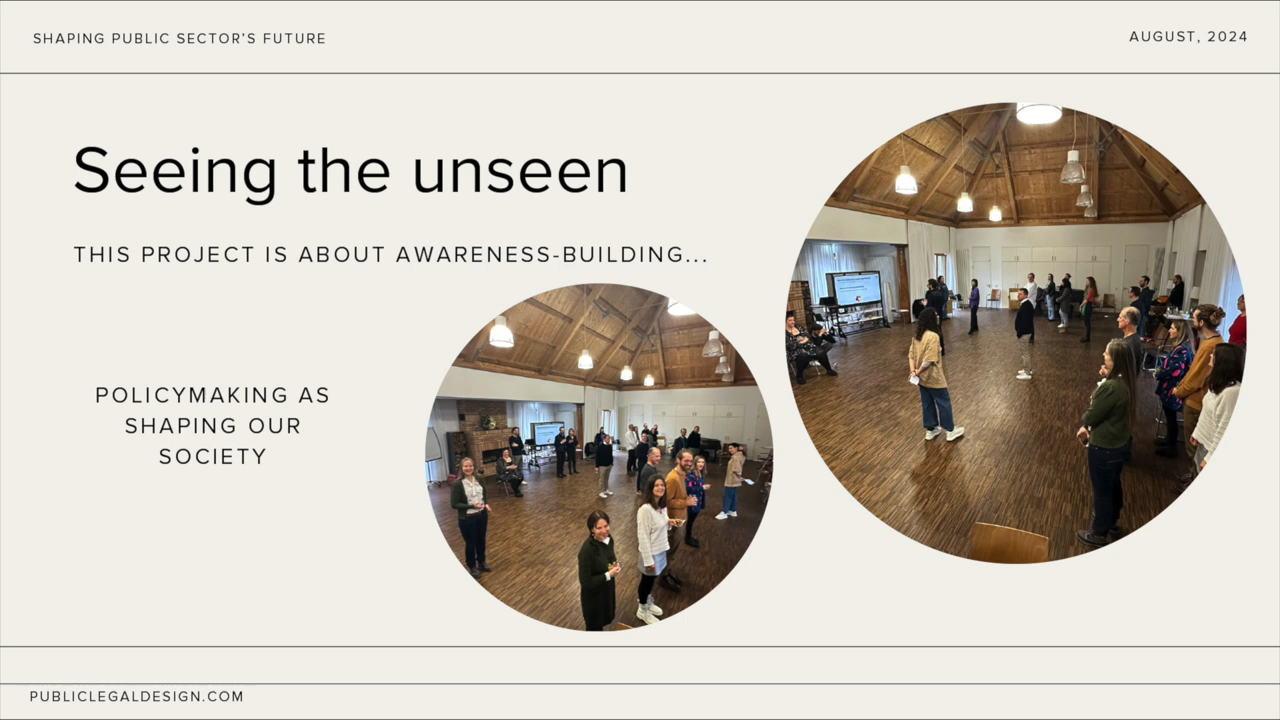 SHAPING PUBLIC SECTOR'S FUTURE
AUGUST, 2024
Seeing the unseen
THIS PROJECT IS ABOUT AWARENESS-BUILDING...
POLICYMAKING AS
SHAPING OUR
SOCIETY
PUBLICLEGALDESIGN.COM